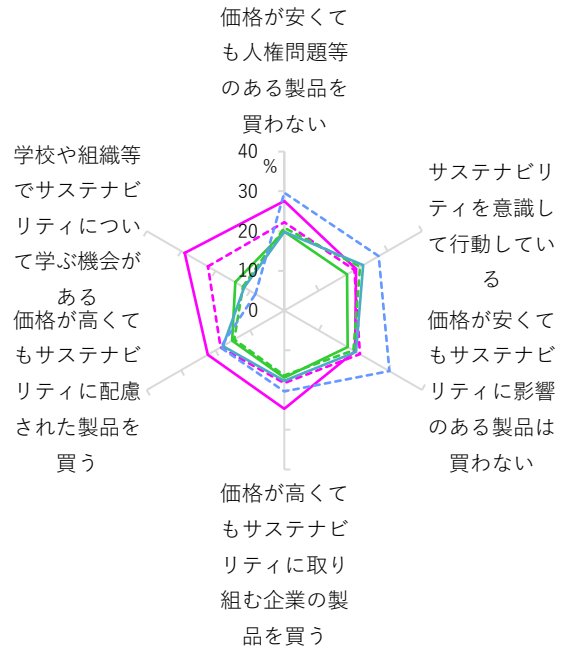 価格が安くて
も人権問題等
のある製品を
買わない
サステナビリ
ティを意識し
て行動してい
る
価格が安くて
もサステナビ
リティに影響
のある製品は
買わない
価格が高くて
もサステナビ
リティに取り
組む企業の製
品を買う
価格が高くて
もサステナビ
リティに配慮
された製品を
買う
学校や組織等
でサステナビ
リティについ
て学ぶ機会が
ある
%
40
30
20
10
0